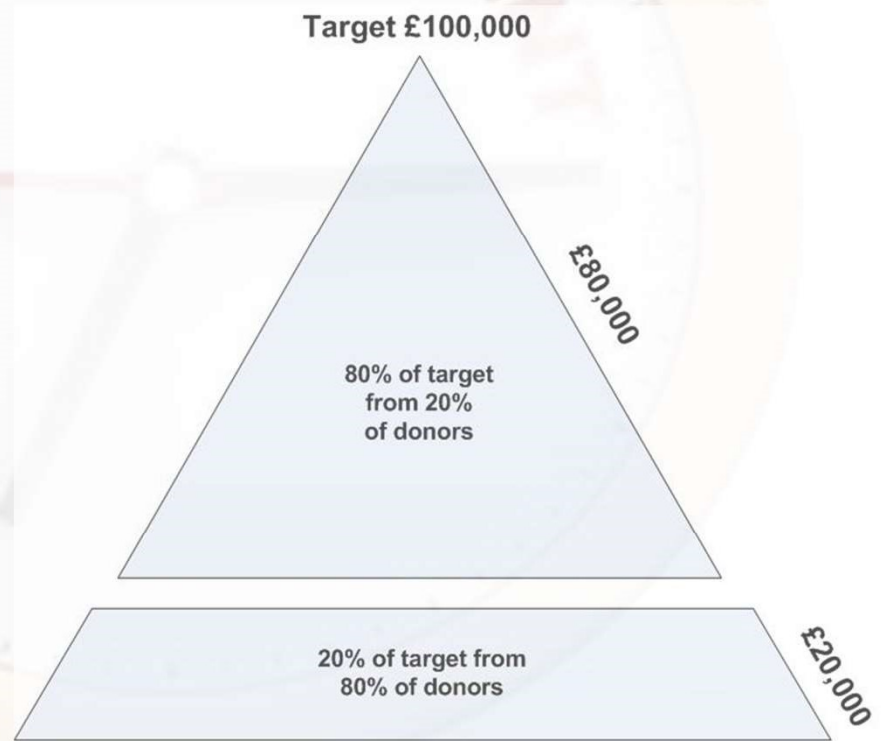 Target £100,000
£80,000
80% of target
from 20%
of donors
20% of target from
80% of donors
£20,000